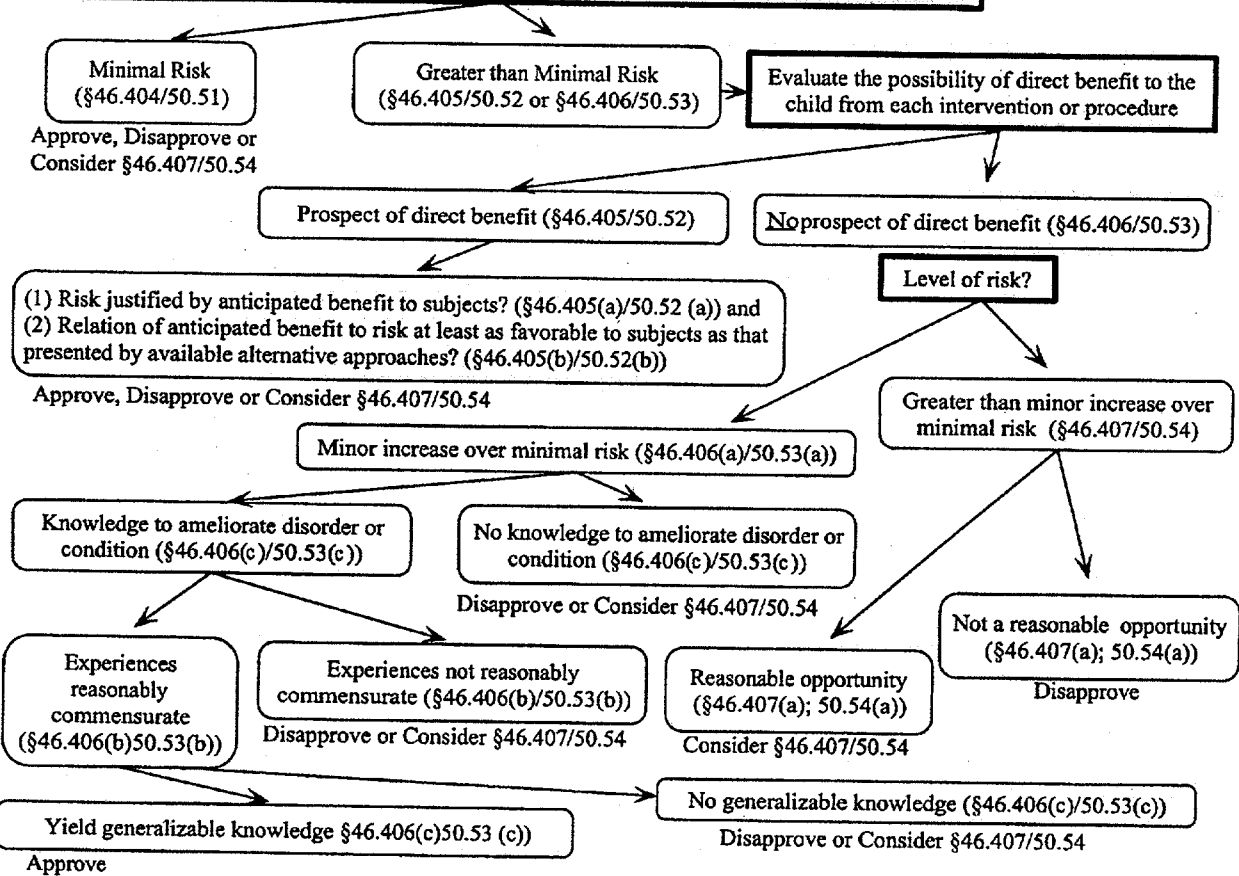 Minimal Risk
(§46.404/50.51)
Approve, Disapprove or
Consider §46.407/50.54
Greater than Minimal Risk
(§46.405/50.52 or §46.406/50.53)
Evaluate the possibility of direct benefit to the
child from each intervention or procedure
Prospect of direct benefit (§46.405/50.52)
Noprospect of direct benefit (§46.406/50.53)
Level of risk?
(1) Risk justified by anticipated benefit to subjects? (§46.405(a)/50.52 (a)) and
(2) Relation of anticipated benefit to risk at least as favorable to subjects as that
presented by available alternative approaches? (§46.405(b)/50.52(b))
Approve, Disapprove or Consider §46.407/50.54
Greater than minor increase over
minimal risk (§46.407/50.54)
Minor increase over minimal risk (§46.406(a)/50.53(a))
Knowledge to ameliorate disorder or
condition (§46.406(c)/50.53(c))
No knowledge to ameliorate disorder or
condition (§46.406(c)/50.53(c))
Disapprove or Consider §46.407/50.54
Not a reasonable opportunity
(§46.407(a); 50.54(a))
Disapprove
Experiences
reasonably
commensurate
(§46.406(b)50.53(b))
Experiences not reasonably
commensurate (§46.406(b)/50.53(b))
Disapprove or Consider §46.407/50.54
Reasonable opportunity
(§46.407(a); 50.54(a))
Consider §46.407/50.54
No generalizable knowledge (§46.406(c)/50.53(c))
Disapprove or Consider §46.407/50.54
Yield generalizable knowledge §46.406(c)50.53 (c))
Approve